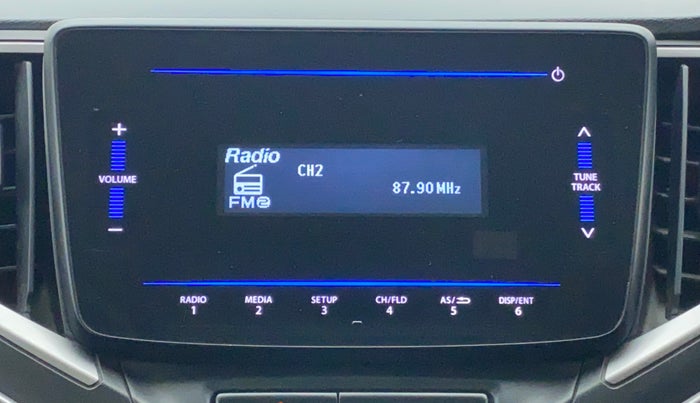 Radio
CH2
87.90 MHz
FM2
+
VOLUME
−
TUNE
TRACK
RADIO
1
MEDIA
2
SETUP
3
CH/FLD
4
AS/
5
DISP/ENT
6